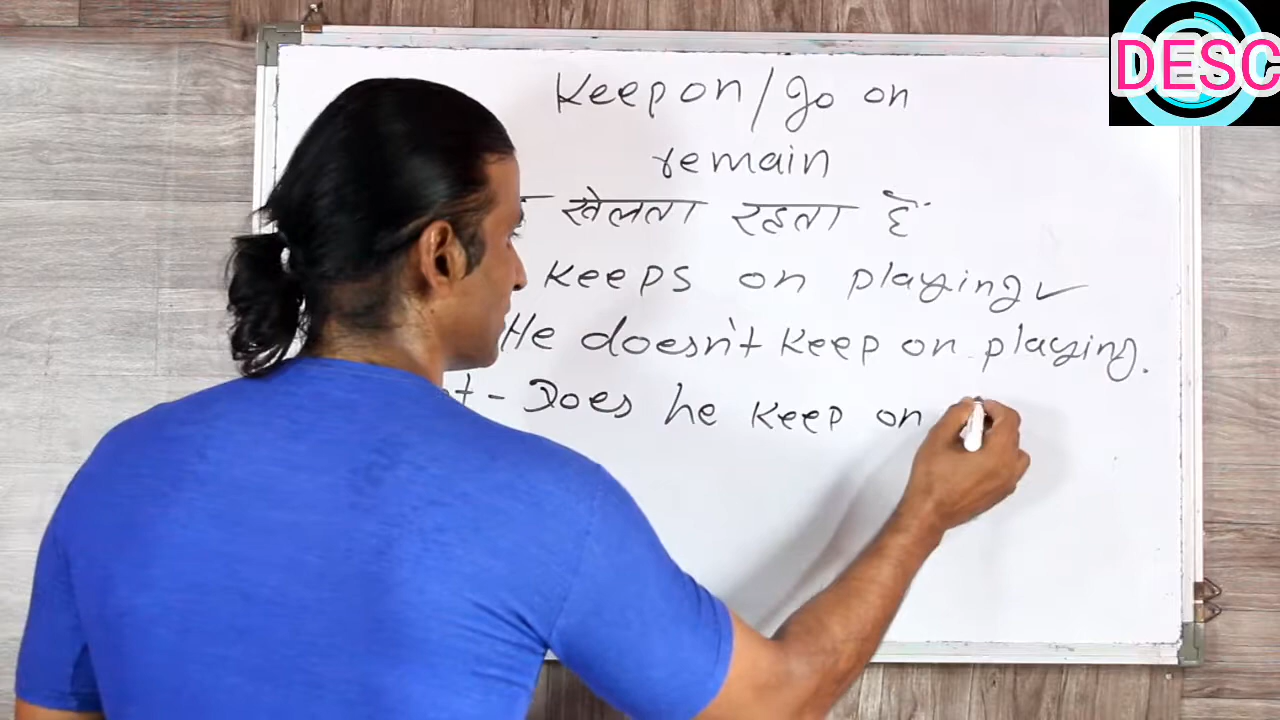 DESC
Keep on/go on
remain
खेलता रहता है
keeps on playing ✓
He doesn't keep on playing.
- Does he keep on